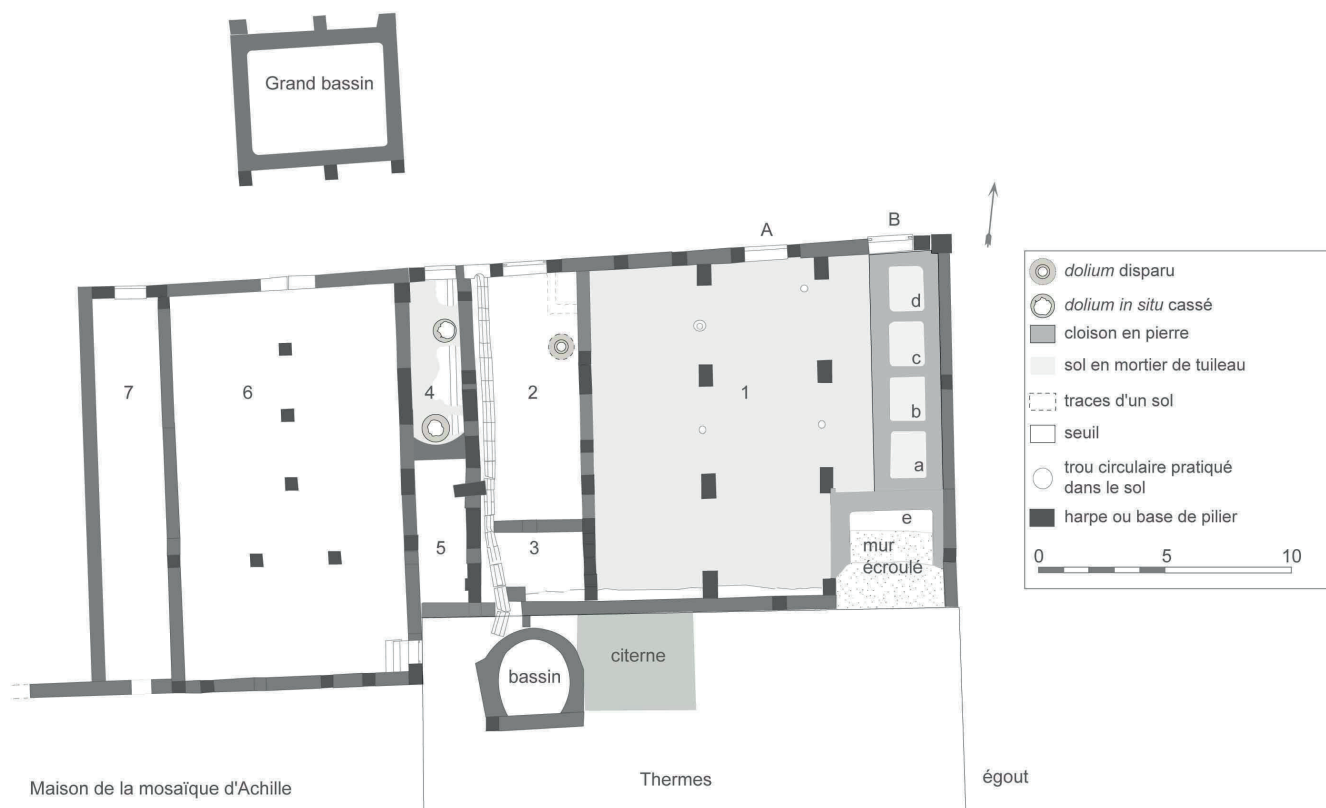 Grand bassin
A
B
7
6
4
2
1
d
c
b
a
5
3
e
mur
écroulé
bassin
citerne
Maison de la mosaïque d'Achille
Thermes
égout
dolium disparu
dolium in situ cassé
cloison en pierre
sol en mortier de tuileau
traces d'un sol
seuil
trou circulaire pratiqué
dans le sol
harpe ou base de pilier
0 5 10